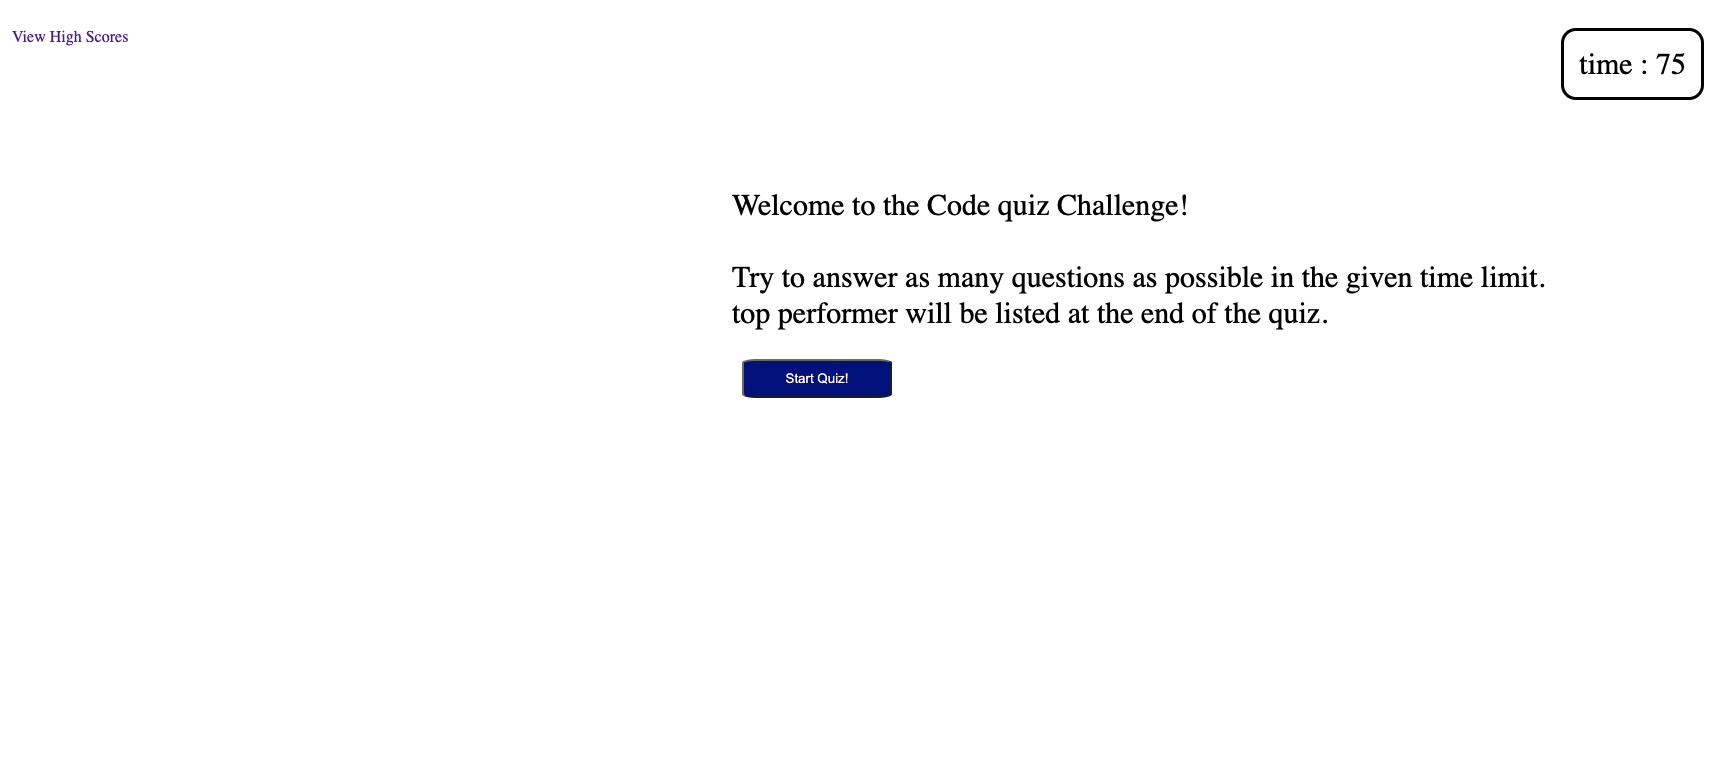 View High Scores
time : 75
Welcome to the Code quiz Challenge!
Try to answer as many questions as possible in the given time limit.
top performer will be listed at the end of the quiz.
Start Quiz!